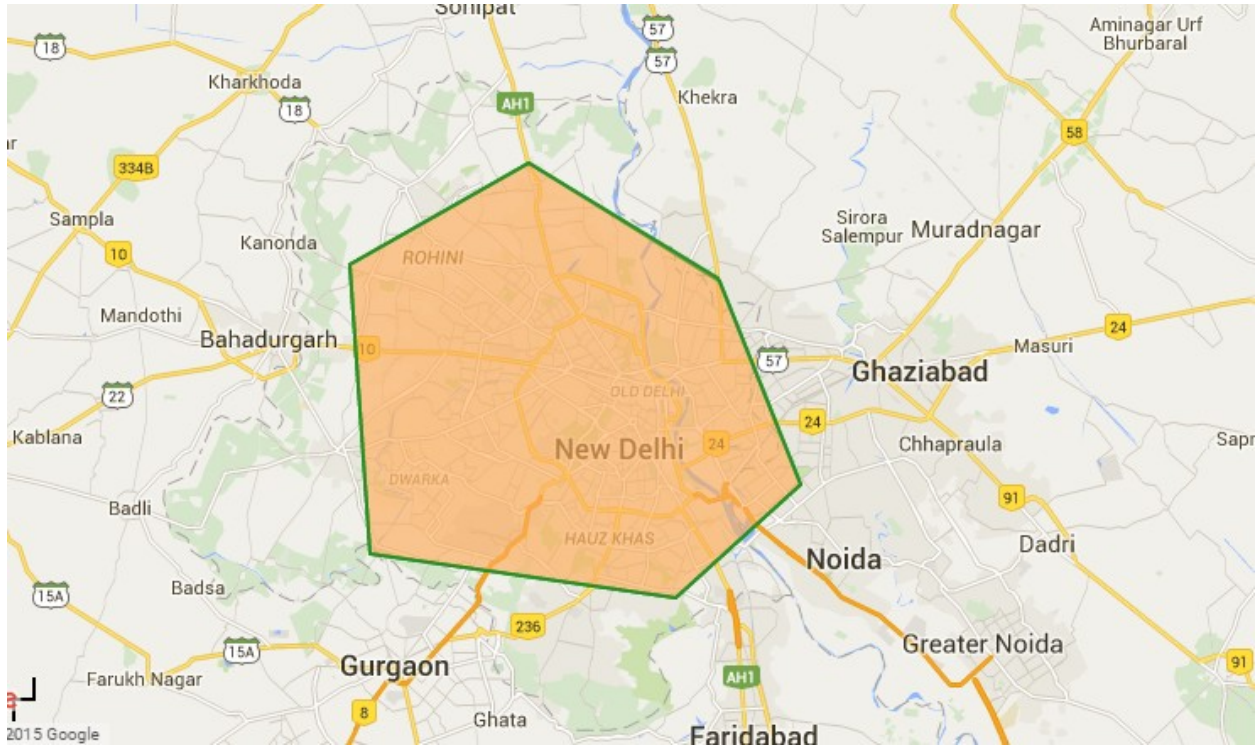 Sonipat
57
Aminagar Urf
Bhurbaral
18
57
Kharkhoda
Khekra
18
AH1
58
334B
Sampla
Sirora
Salempur
Muradnagar
Kanonda
10
ROHINI
Mandothi
24
Bahadurgarh
10
57
Masuri
Ghaziabad
22
OLD DELHI
24
Kablana
New Delhi
24
Chhapraula
Sapr
DWARKA
91
Badli
HAUZ KHAS
Noida
Dadri
Badsa
15A
236
Greater Noida
15A
Gurgaon
91
Farukh Nagar
AH1
8
Ghata
2015 Google
Faridabad